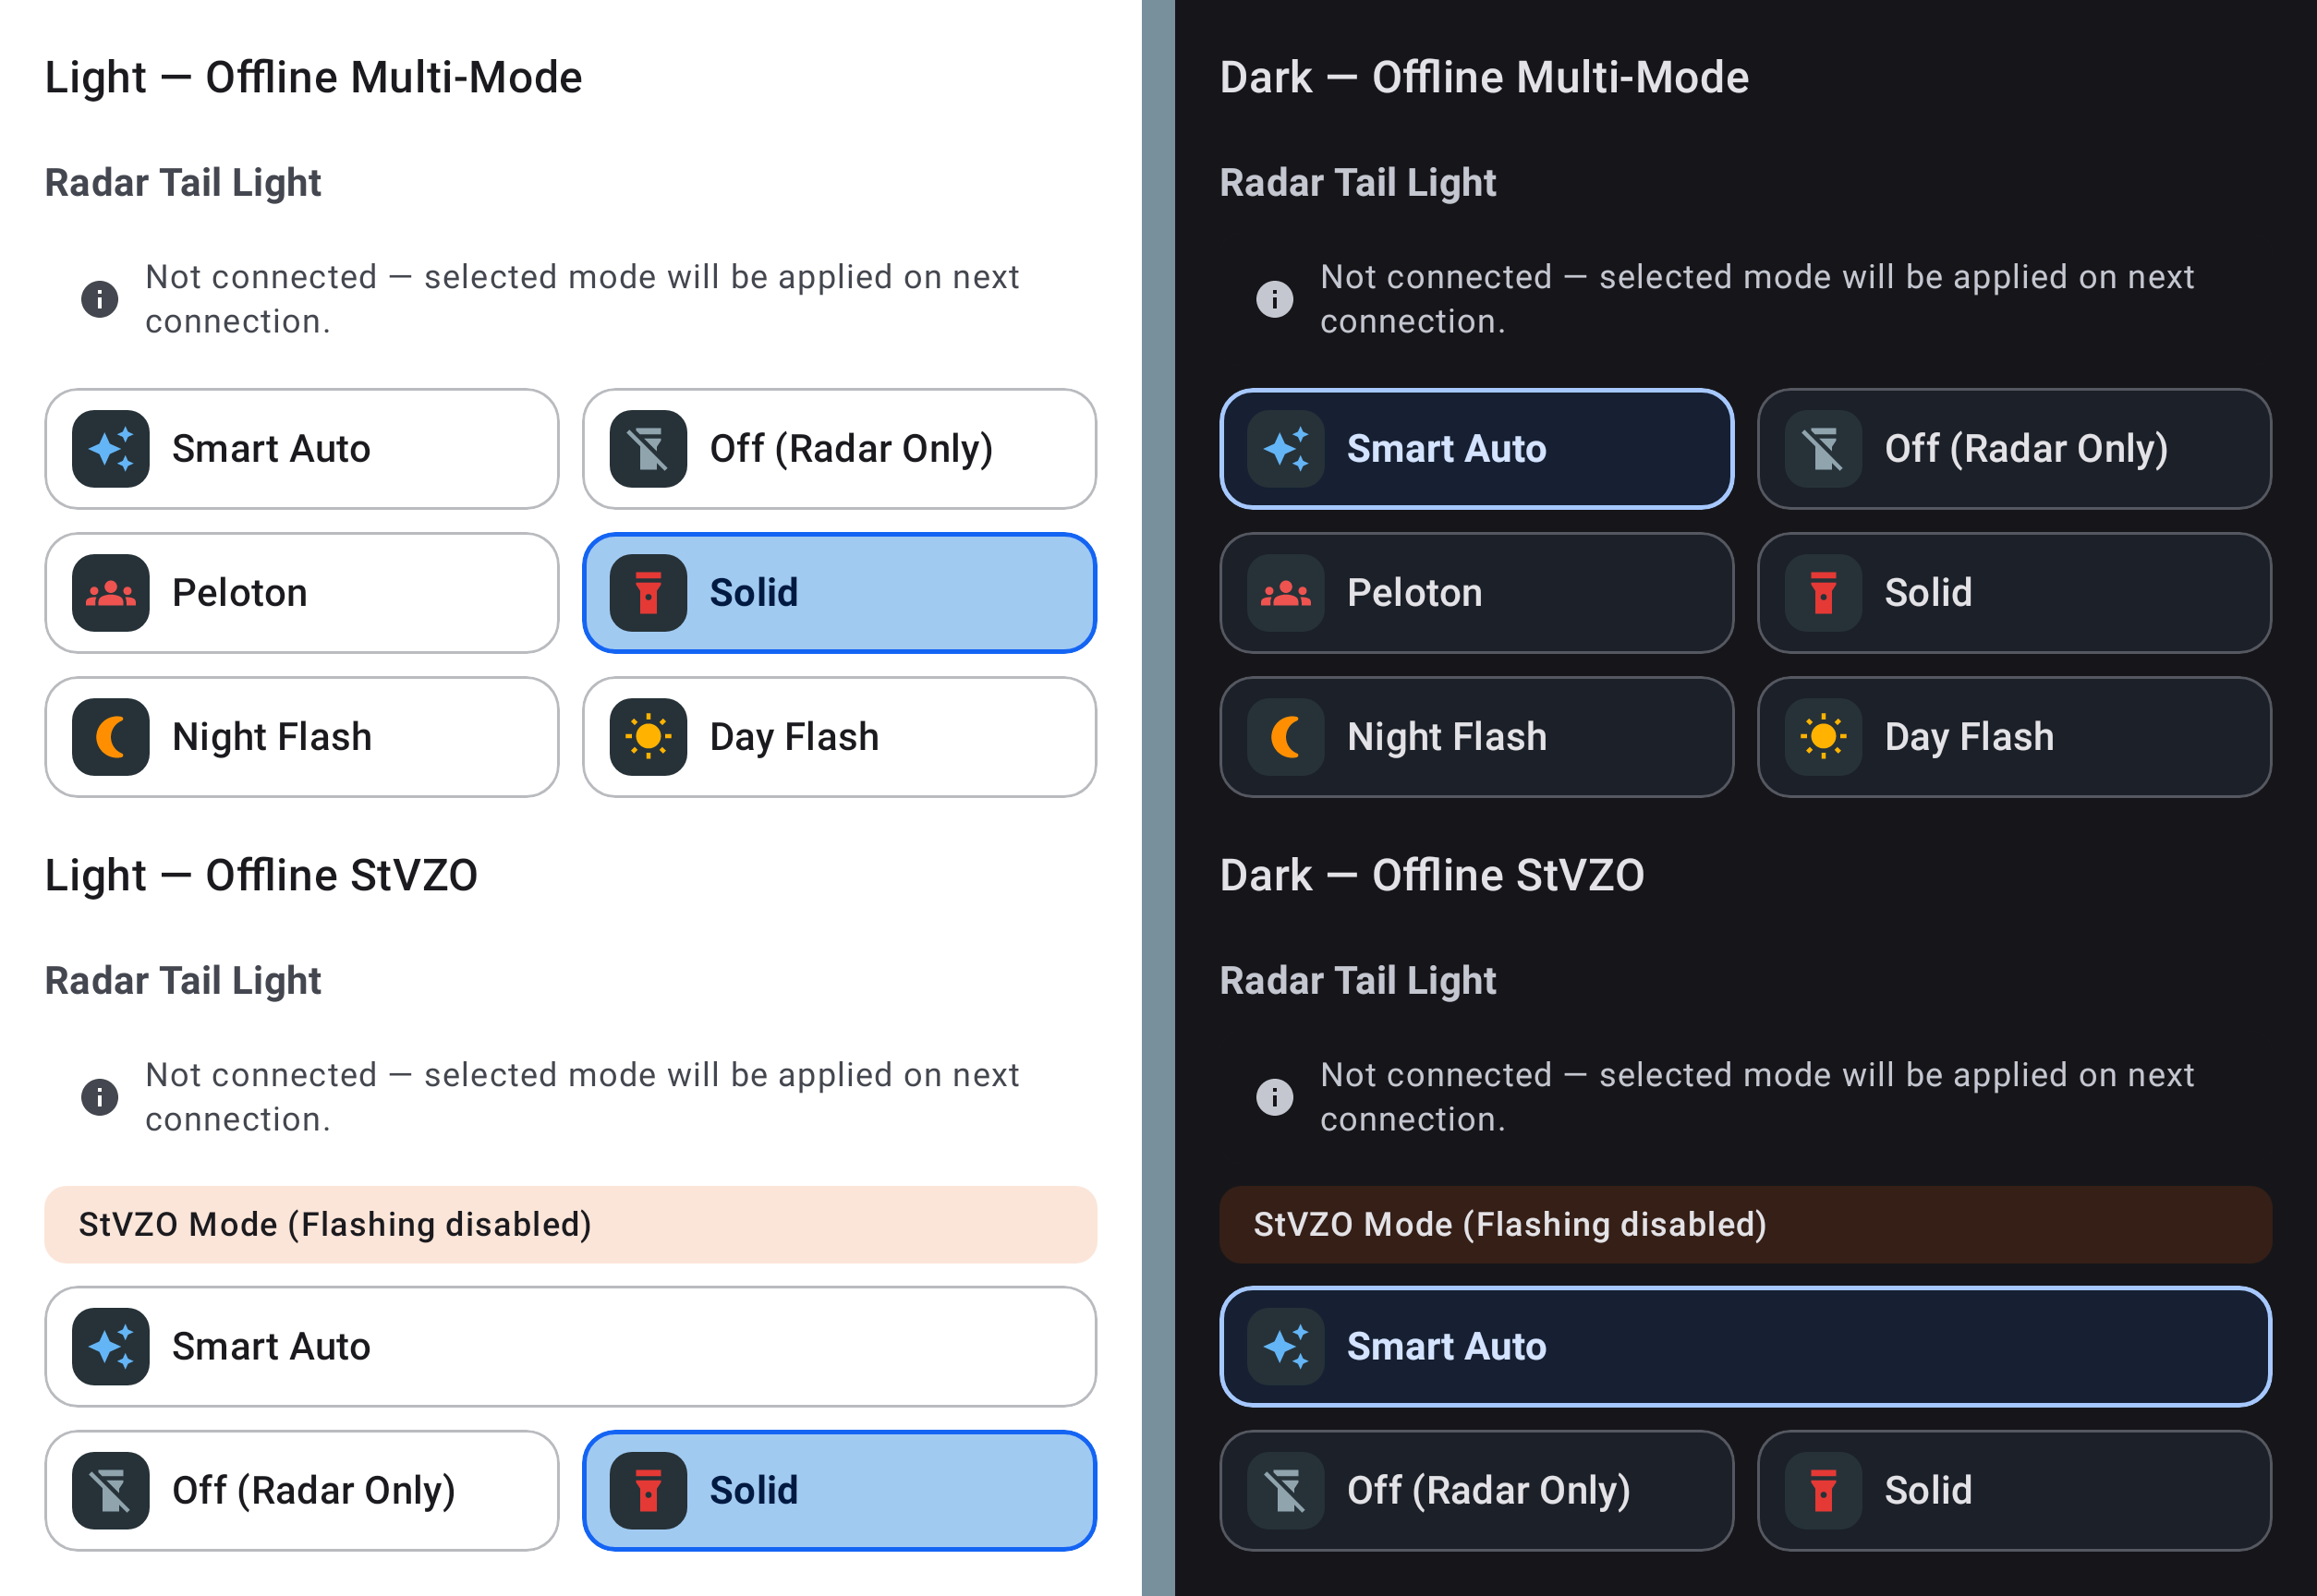 Light — Offline Multi-Mode
Radar Tail Light
Not connected — selected mode will be applied on next
connection.
Smart Auto
Off (Radar Only)
Peloton
Solid
Night Flash
Day Flash
Light — Offline StVZO
Radar Tail Light
Not connected — selected mode will be applied on next
connection.
StVZO Mode (Flashing disabled)
Smart Auto
Off (Radar Only)
Solid
Dark — Offline Multi-Mode
Radar Tail Light
Not connected — selected mode will be applied on next
connection.
Smart Auto
Off (Radar Only)
Peloton
Solid
Night Flash
Day Flash
Dark — Offline StVZO
Radar Tail Light
Not connected — selected mode will be applied on next
connection.
StVZO Mode (Flashing disabled)
Smart Auto
Off (Radar Only)
Solid